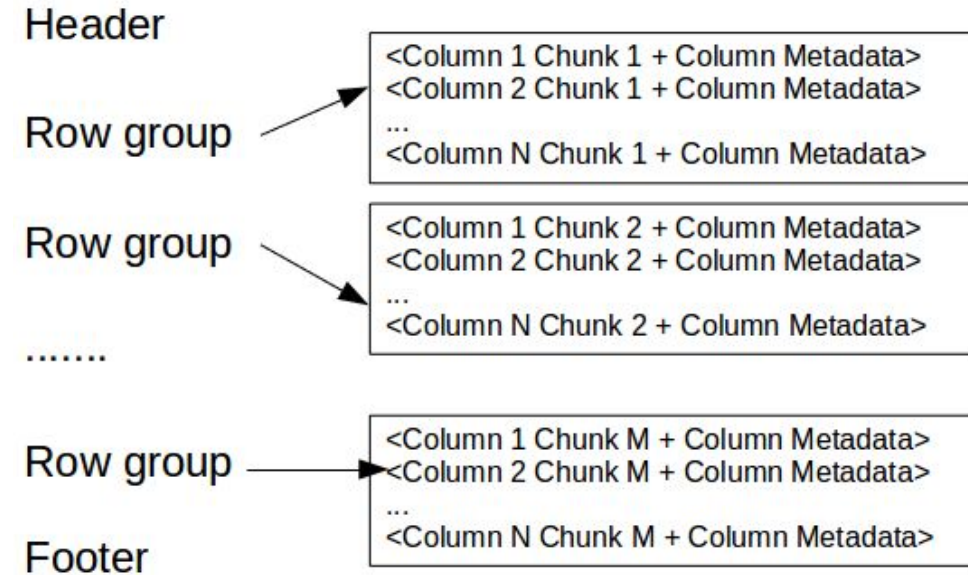 Header
Row group
<Column 1 Chunk 1 + Column Metadata>
<Column 2 Chunk 1 + Column Metadata>
...
<Column N Chunk 1 + Column Metadata>
Row group
<Column 1 Chunk 2 + Column Metadata>
<Column 2 Chunk 2 + Column Metadata>
...
<Column N Chunk 2 + Column Metadata>
.......
Row group
<Column 1 Chunk M + Column Metadata>
<Column 2 Chunk M + Column Metadata>
...
<Column N Chunk M + Column Metadata>
Footer